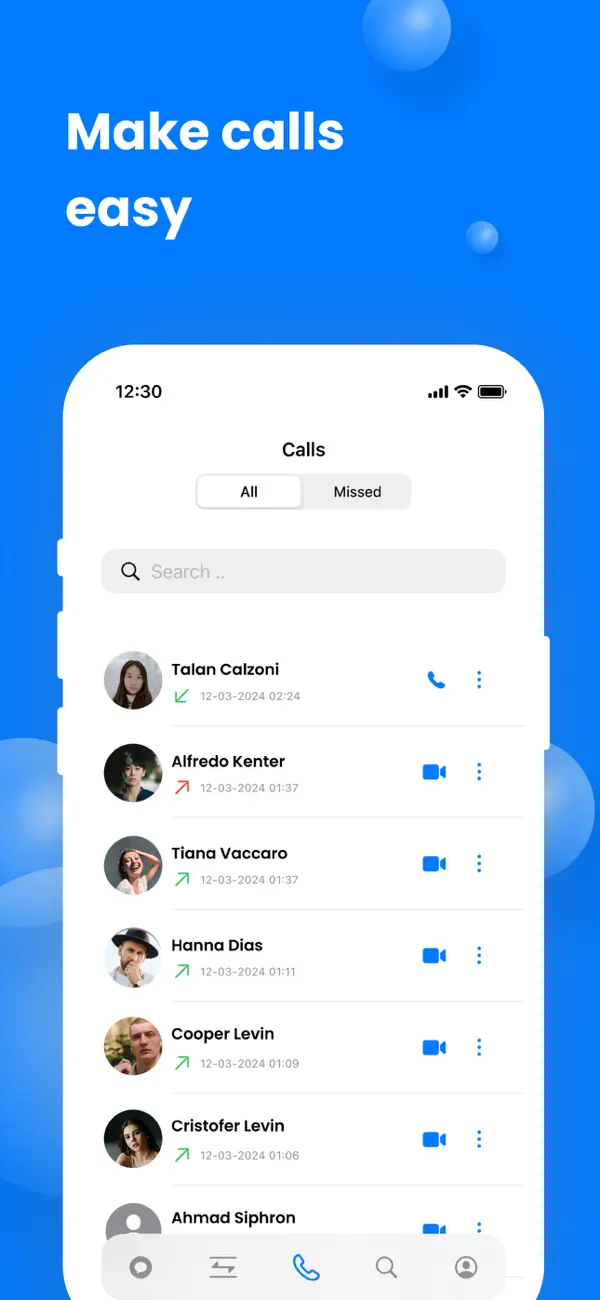 Make calls
easy
12:30
Calls
All
Missed
Search ..
Talan Calzoni
12-03-2024 02:24
Alfredo Kenter
12-03-2024 01:37
Tiana Vaccaro
12-03-2024 01:37
Hanna Dias
12-03-2024 01:11
Cooper Levin
12-03-2024 01:09
Cristofer Levin
12-03-2024 01:06
Ahmad Siphron